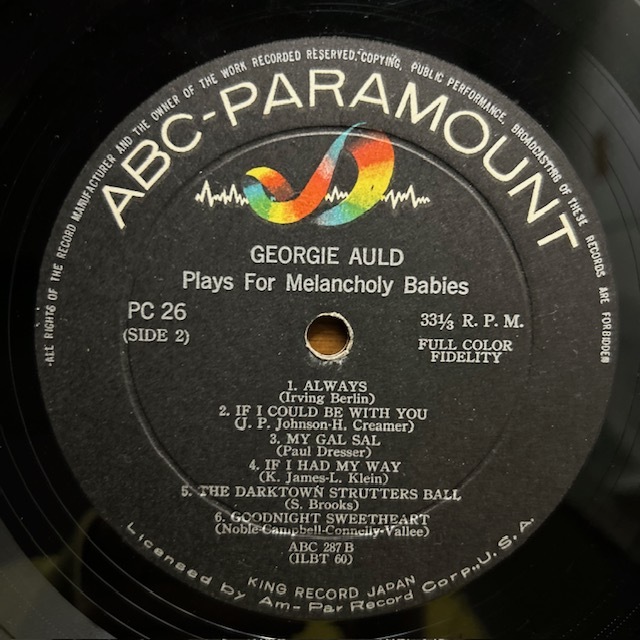 -ALL RIGHTS OF THE RECORD MANUFACTURER AND THE OWNER OF THE WORK RECORDED RESERVED, COPYING, PUBLIC PERFORMANCE, BROADCASTING OF THESE RECORDS ARE FORBIDDEN
ABC-PARAMOUNT
GEORGIE AULD
Plays For Melancholy Babies
PC 26
(SIDE 2)
33⅓ R. P. M.
FULL COLOR
FIDELITY
1. ALWAYS
(Irving Berlin)
2. IF I COULD BE WITH YOU
(J. P. Johnson-H. Creamer)
3. MY GAL SAL
(Paul Dresser)
4. IF I HAD MY WAY
(K. James-L. Klein)
5. THE DARKTOWN STRUTTERS BALL
(S. Brooks)
6. GOODNIGHT SWEETHEART
(Noble-Campbell-Connelly-Vallee)
ABC 287 B
(ILBT 60)
KING RECORD JAPAN
Licensed by Am-Par Record Corp., U.S.A.